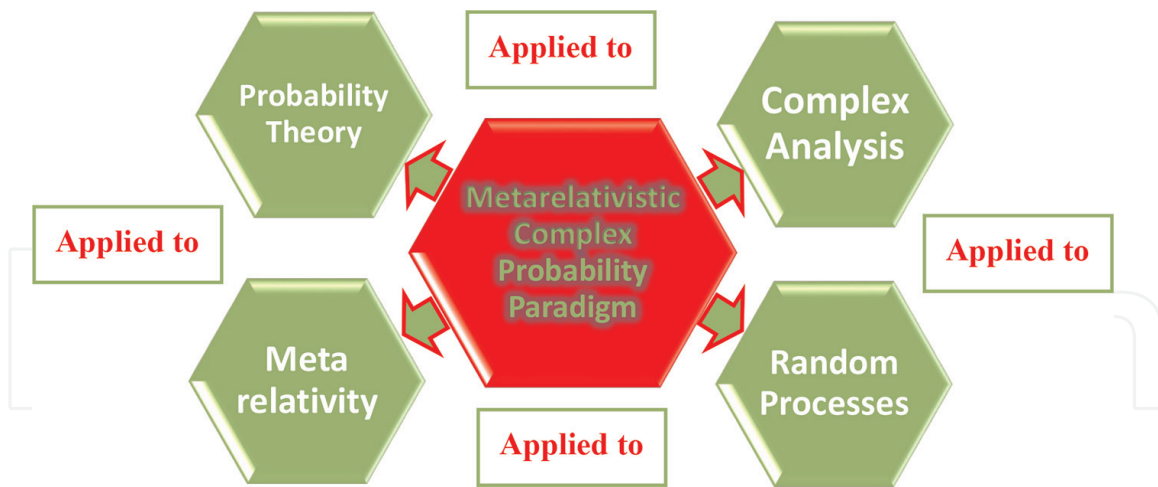 Applied to
Probability
Theory
Complex
Analysis
Metarelativistic
Complex
Probability
Paradigm
Applied to
Applied to
Meta
relativity
Random
Processes
Applied to